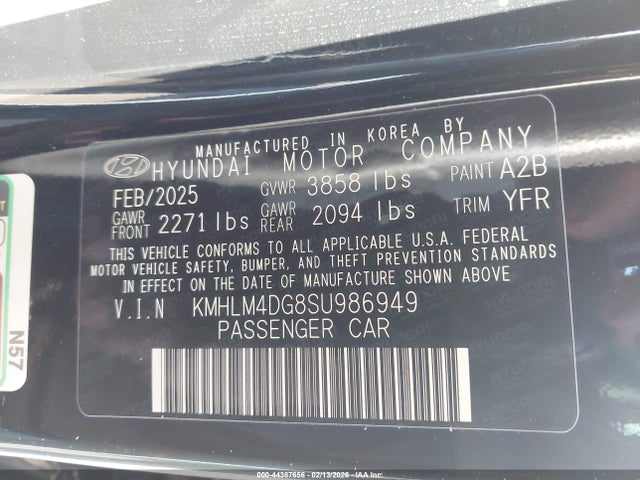 MANUFACTURED IN KOREA BY
HYUNDAI MOTOR COMPANY
FEB/2025 GVWR 3858 lbs PAINT A2B
GAWR FRONT 2271 lbs GAWR REAR 2094 lbs TRIM YFR
THIS VEHICLE CONFORMS TO ALL APPLICABLE U.S.A. FEDERAL
MOTOR VEHICLE SAFETY, BUMPER, AND THEFT PREVENTION STANDARDS
IN EFFECT ON THE DATE OF MANUFACTURE SHOWN ABOVE
V.I.N KMHLM4DG8SU986949
PASSENGER CAR
N57
000-44387656 - 02/13/2026 - IAAI.COM